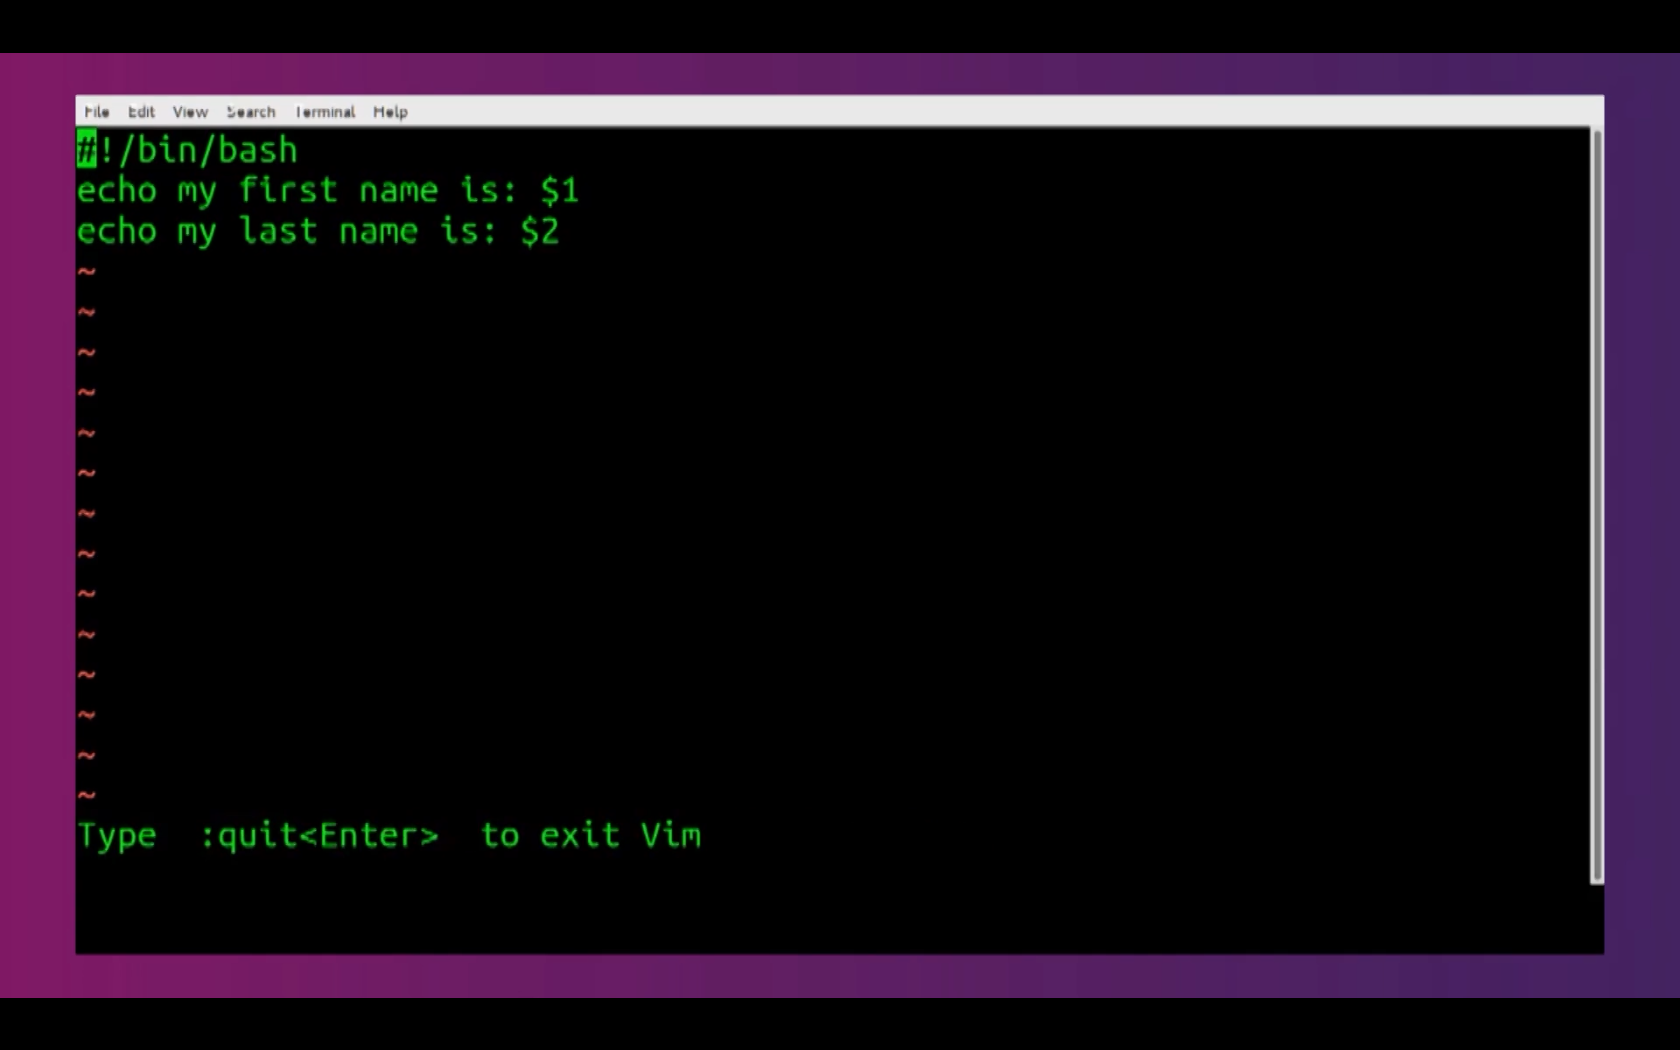 File Edit View Search Terminal Help
#!/bin/bash
echo my first name is: $1
echo my last name is: $2
~
~
~
~
~
~
~
~
~
~
~
~
~
~
Type  :quit<Enter>  to exit Vim